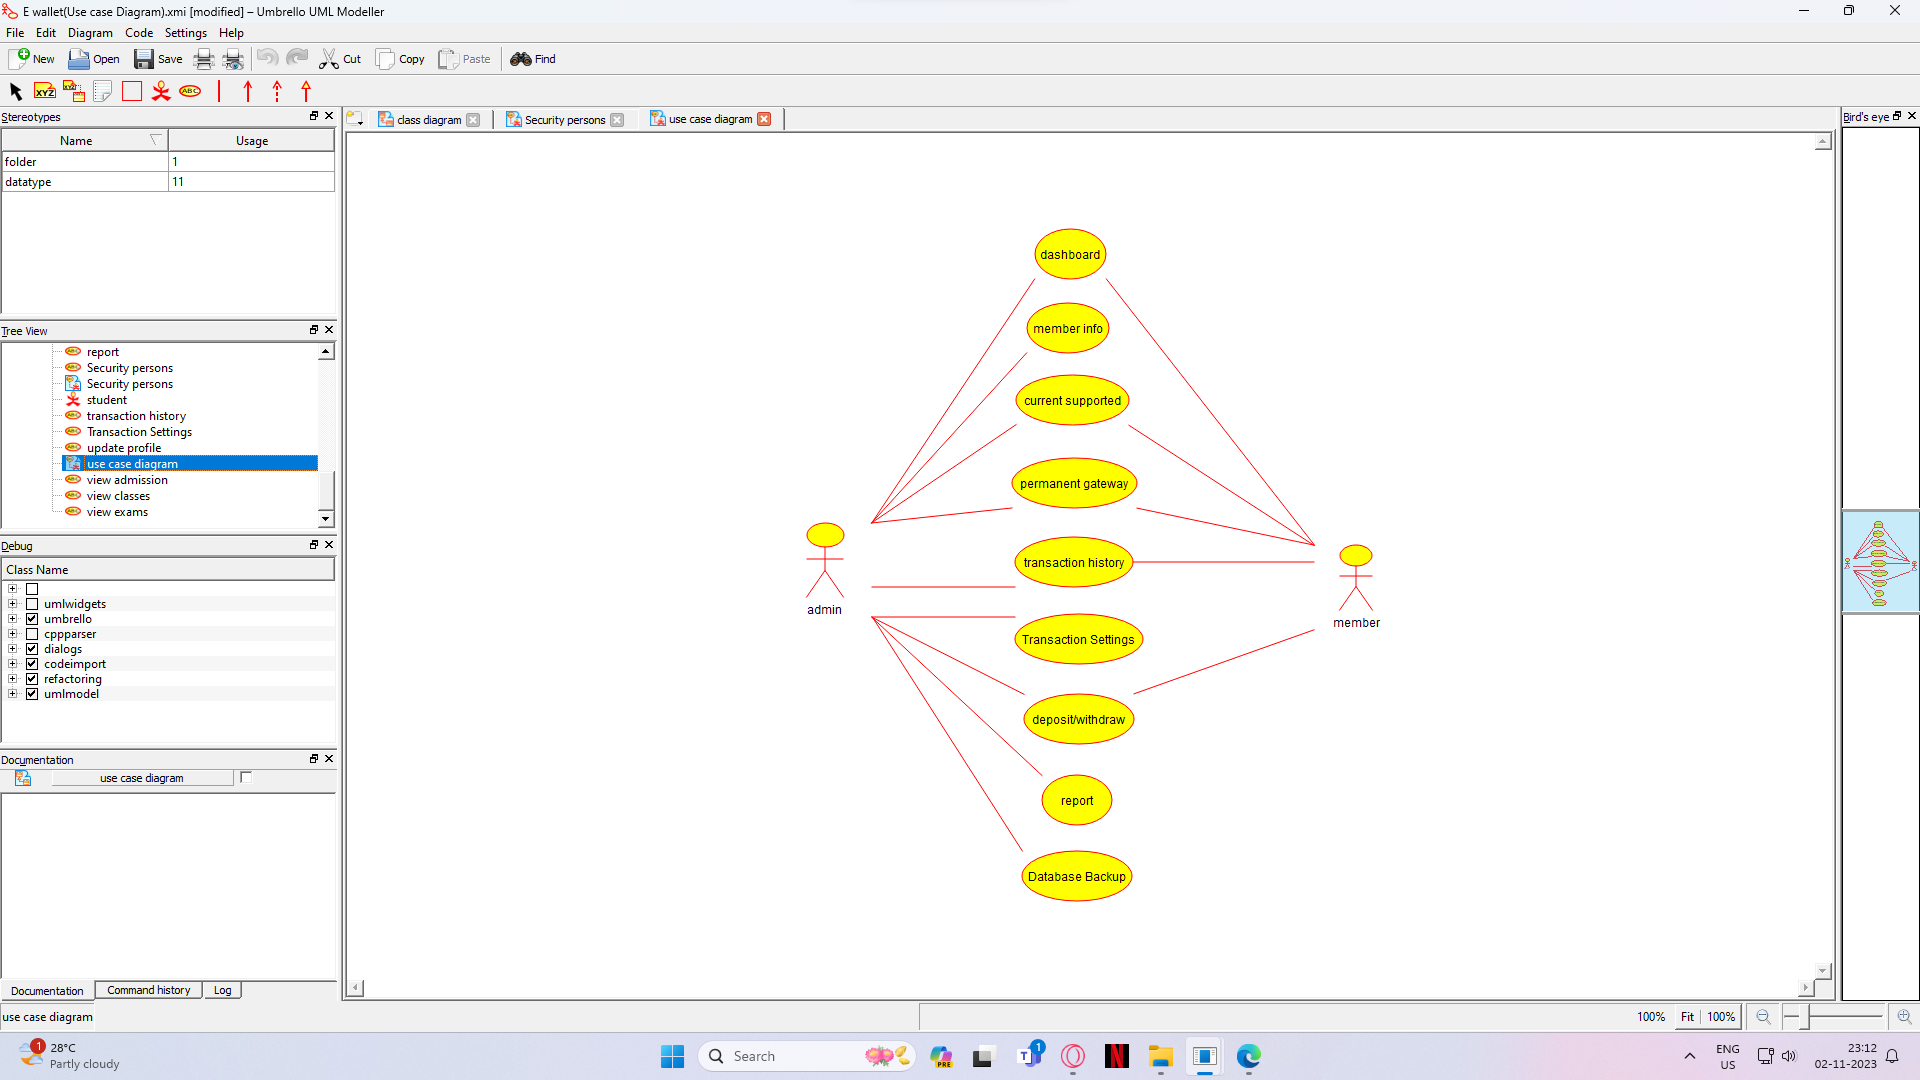 E wallet(Use case Diagram).xmi [modified] – Umbrello UML Modeller
File Edit Diagram Code Settings Help
New Open Save Cut Copy Paste Find
XYZ ABC
Stereotypes
Name Usage
folder 1
datatype 11
Tree View
report
Security persons
Security persons
student
transaction history
Transaction Settings
update profile
use case diagram
view admission
view classes
view exams
Debug
Class Name
umlwidgets
umbrello
cppparser
dialogs
codeimport
refactoring
umlmodel
Documentation
use case diagram
Documentation Command history Log
use case diagram
class diagram Security persons use case diagram
dashboard
member info
current supported
permanent gateway
transaction history
Transaction Settings
deposit/withdraw
report
Database Backup
admin
member
Bird's eye
100% Fit 100%
1 28°C
Partly cloudy
Search
PRE
1
ENG
US
23:12
02-11-2023